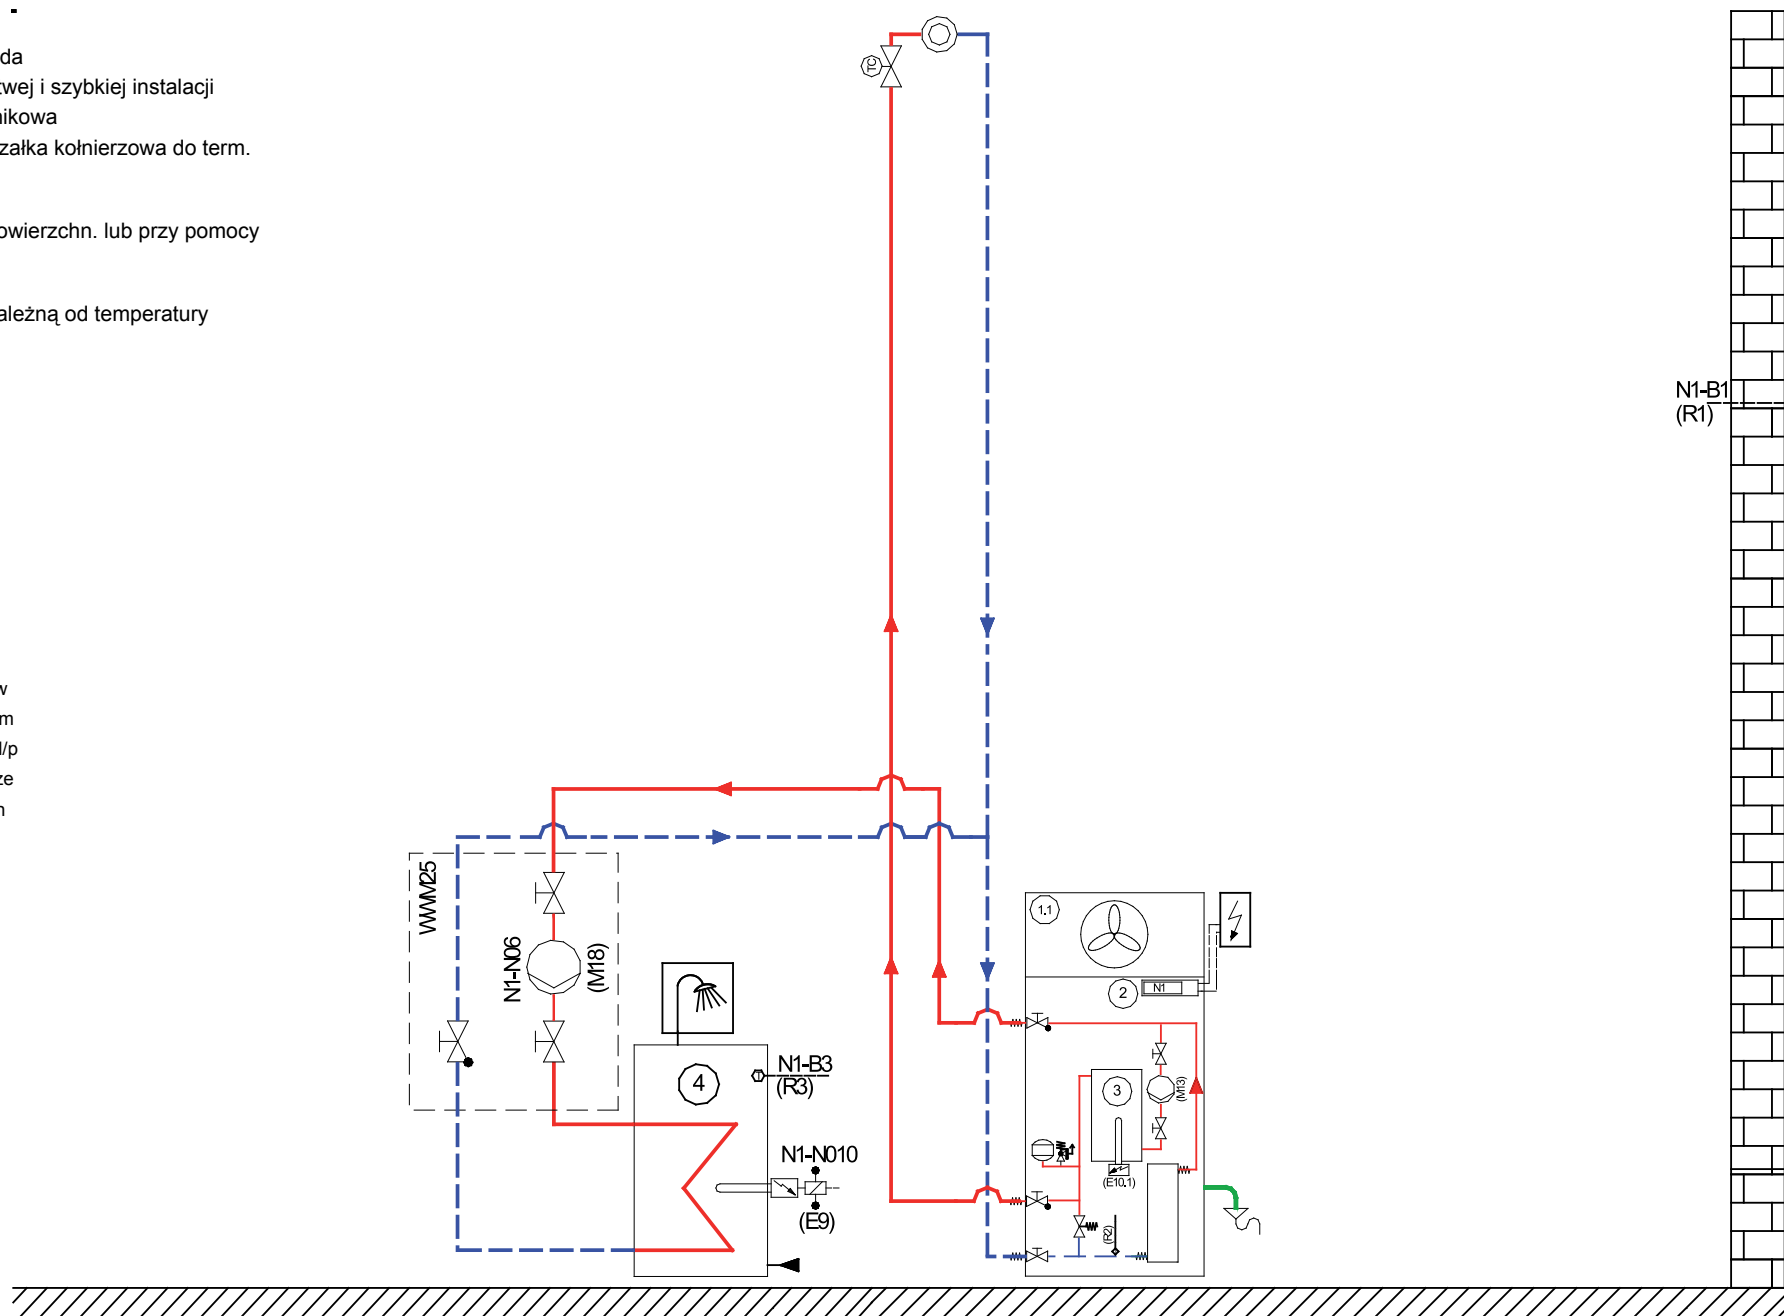 -
da
twej i szybkiej instalacji
nikowa
załka kołnierzowa do term.
owierzchn. lub przy pomocy
ależną od temperatury
w
m
l/p
że
n
TC
N1-B1
(R1)
WWM25
N1-N06
(M18)
4
N1-B3
(R3)
N1-N010
(E9)
1.1
2
N1
3
(M13)
(E10.1)
(R2)